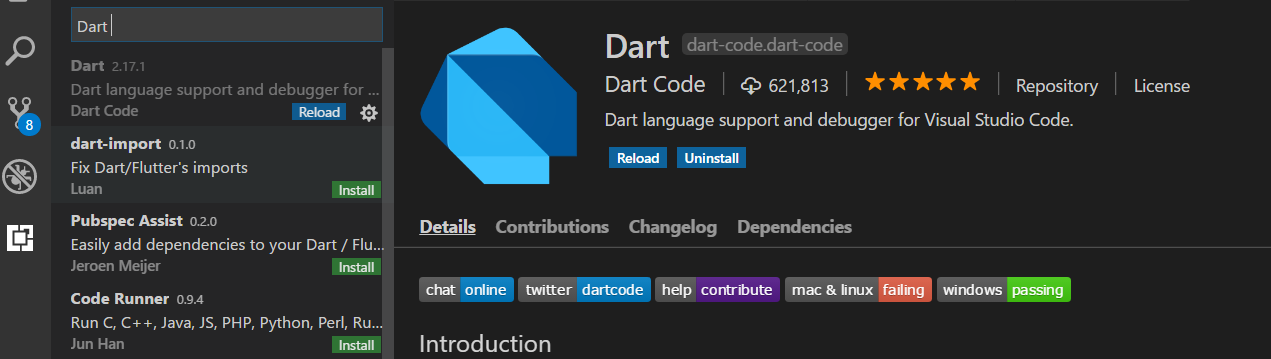 Dart
Dart 2.17.1
Dart language support and debugger for ...
Dart Code Reload
8
dart-import 0.1.0
Fix Dart/Flutter's imports
Luan Install
Pubspec Assist 0.2.0
Easily add dependencies to your Dart / Flu...
Jeroen Meijer Install
Code Runner 0.9.4
Run C, C++, Java, JS, PHP, Python, Perl, Ru...
Jun Han Install
Dart dart-code.dart-code
Dart Code 621,813 Repository License
Dart language support and debugger for Visual Studio Code.
Reload Uninstall
Details Contributions Changelog Dependencies
chat online twitter dartcode help contribute mac & linux failing windows passing
Introduction